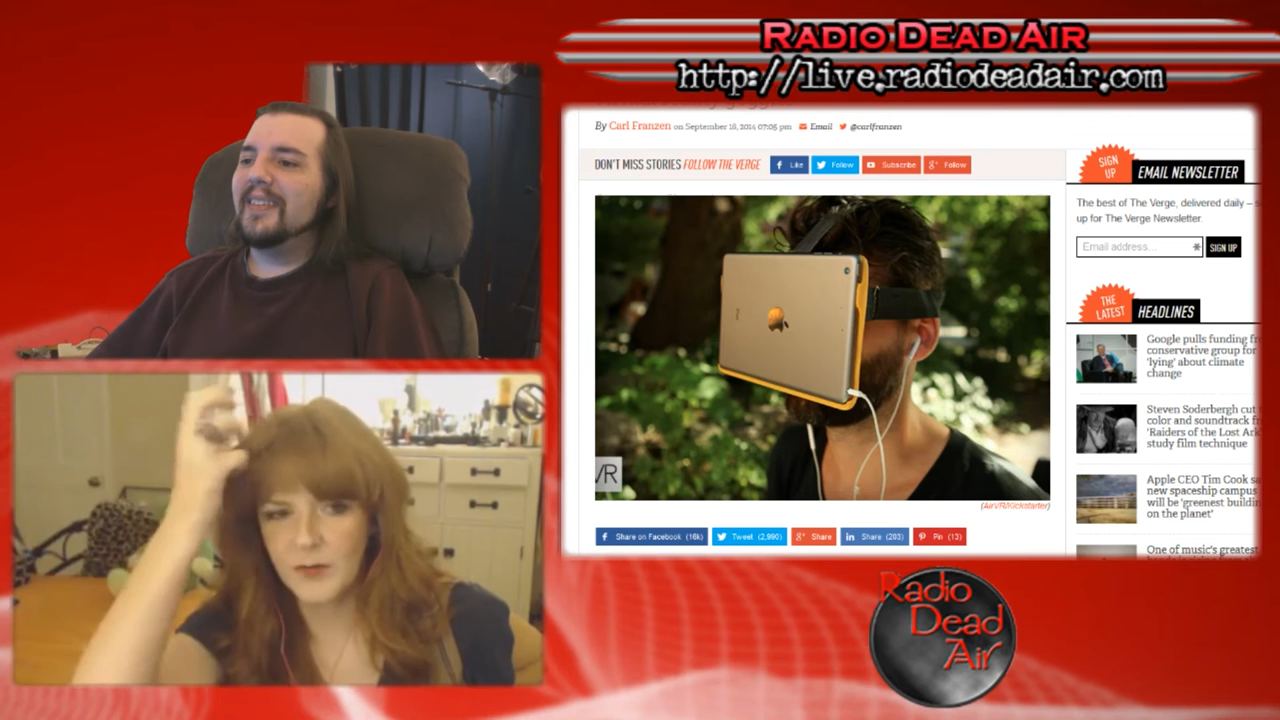 RADIO DEAD AIR
http://live.radiodeadair.com
By Carl Franzen on September 18, 2014 07:05 pm Email @carlfranzen
DON'T MISS STORIES FOLLOW THE VERGE Like Follow Subscribe Follow
SIGN UP
EMAIL NEWSLETTER
The best of The Verge, delivered daily –
up for The Verge Newsletter.
Email address... SIGN UP
THE LATEST
HEADLINES
Google pulls funding
conservative group for
'lying' about climate
change
Steven Soderbergh cut
color and soundtrack
'Raiders of the Lost Ark
study film technique
Apple CEO Tim Cook
new spaceship campus
will be 'greenest building
on the planet'
One of music's greatest
iPad
VR
(AirVR/Kickstarter)
Share on Facebook (16k) Tweet (2,990) Share Share (203) Pin (13)
Radio
Dead
Air